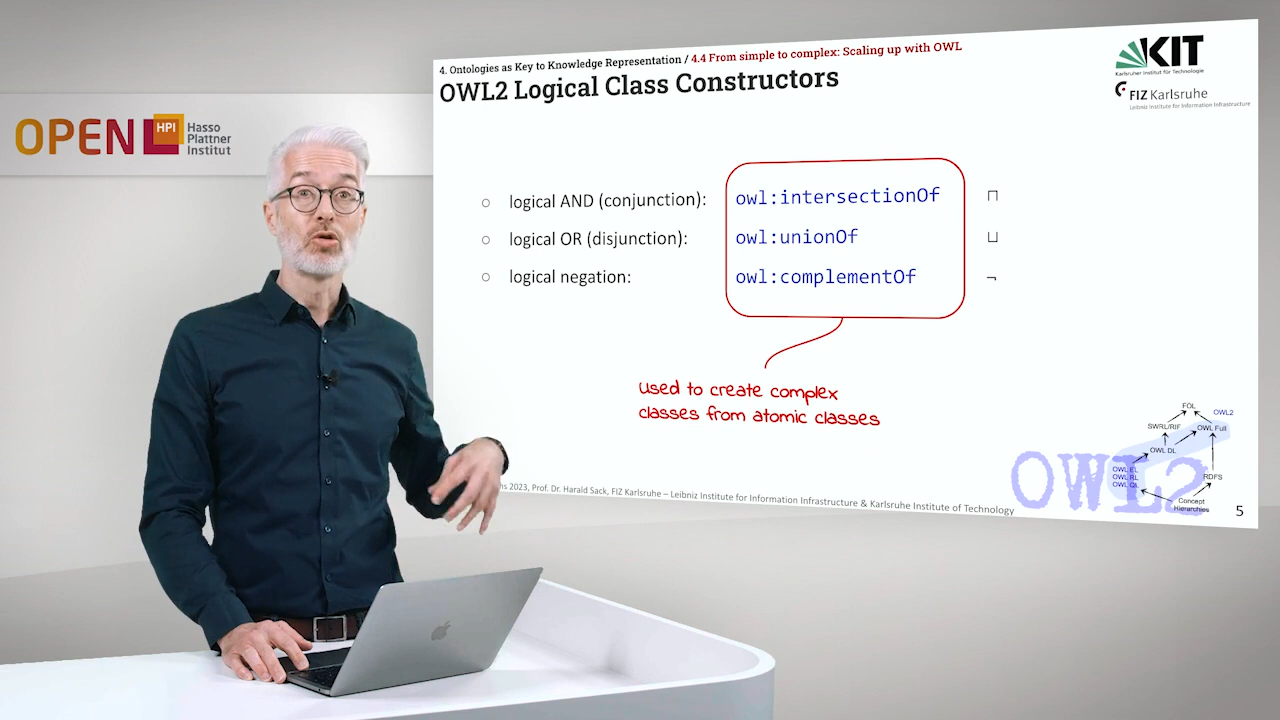 4. Ontologies as Key to Knowledge Representation / 4.4 From simple to complex: Scaling up with OWL
OWL2 Logical Class Constructors
KIT
Karlsruher Institut für Technologie
FIZ Karlsruhe
Leibniz Institute for Information Infrastructure
OPEN HPI Hasso
Plattner
Institut
○ logical AND (conjunction): owl:intersectionOf ⊓
○ logical OR (disjunction): owl:unionOf ⊔
○ logical negation: owl:complementOf ¬
used to create complex
classes from atomic classes
FOL
OWL2
SWRL/RIF
OWL Full
OWL DL
OWL EL
OWL RL
OWL QL
RDFS
Concept
Hierarchies
OWL2
2023, Prof. Dr. Harald Sack, FIZ Karlsruhe – Leibniz Institute for Information Infrastructure & Karlsruhe Institute of Technology
5